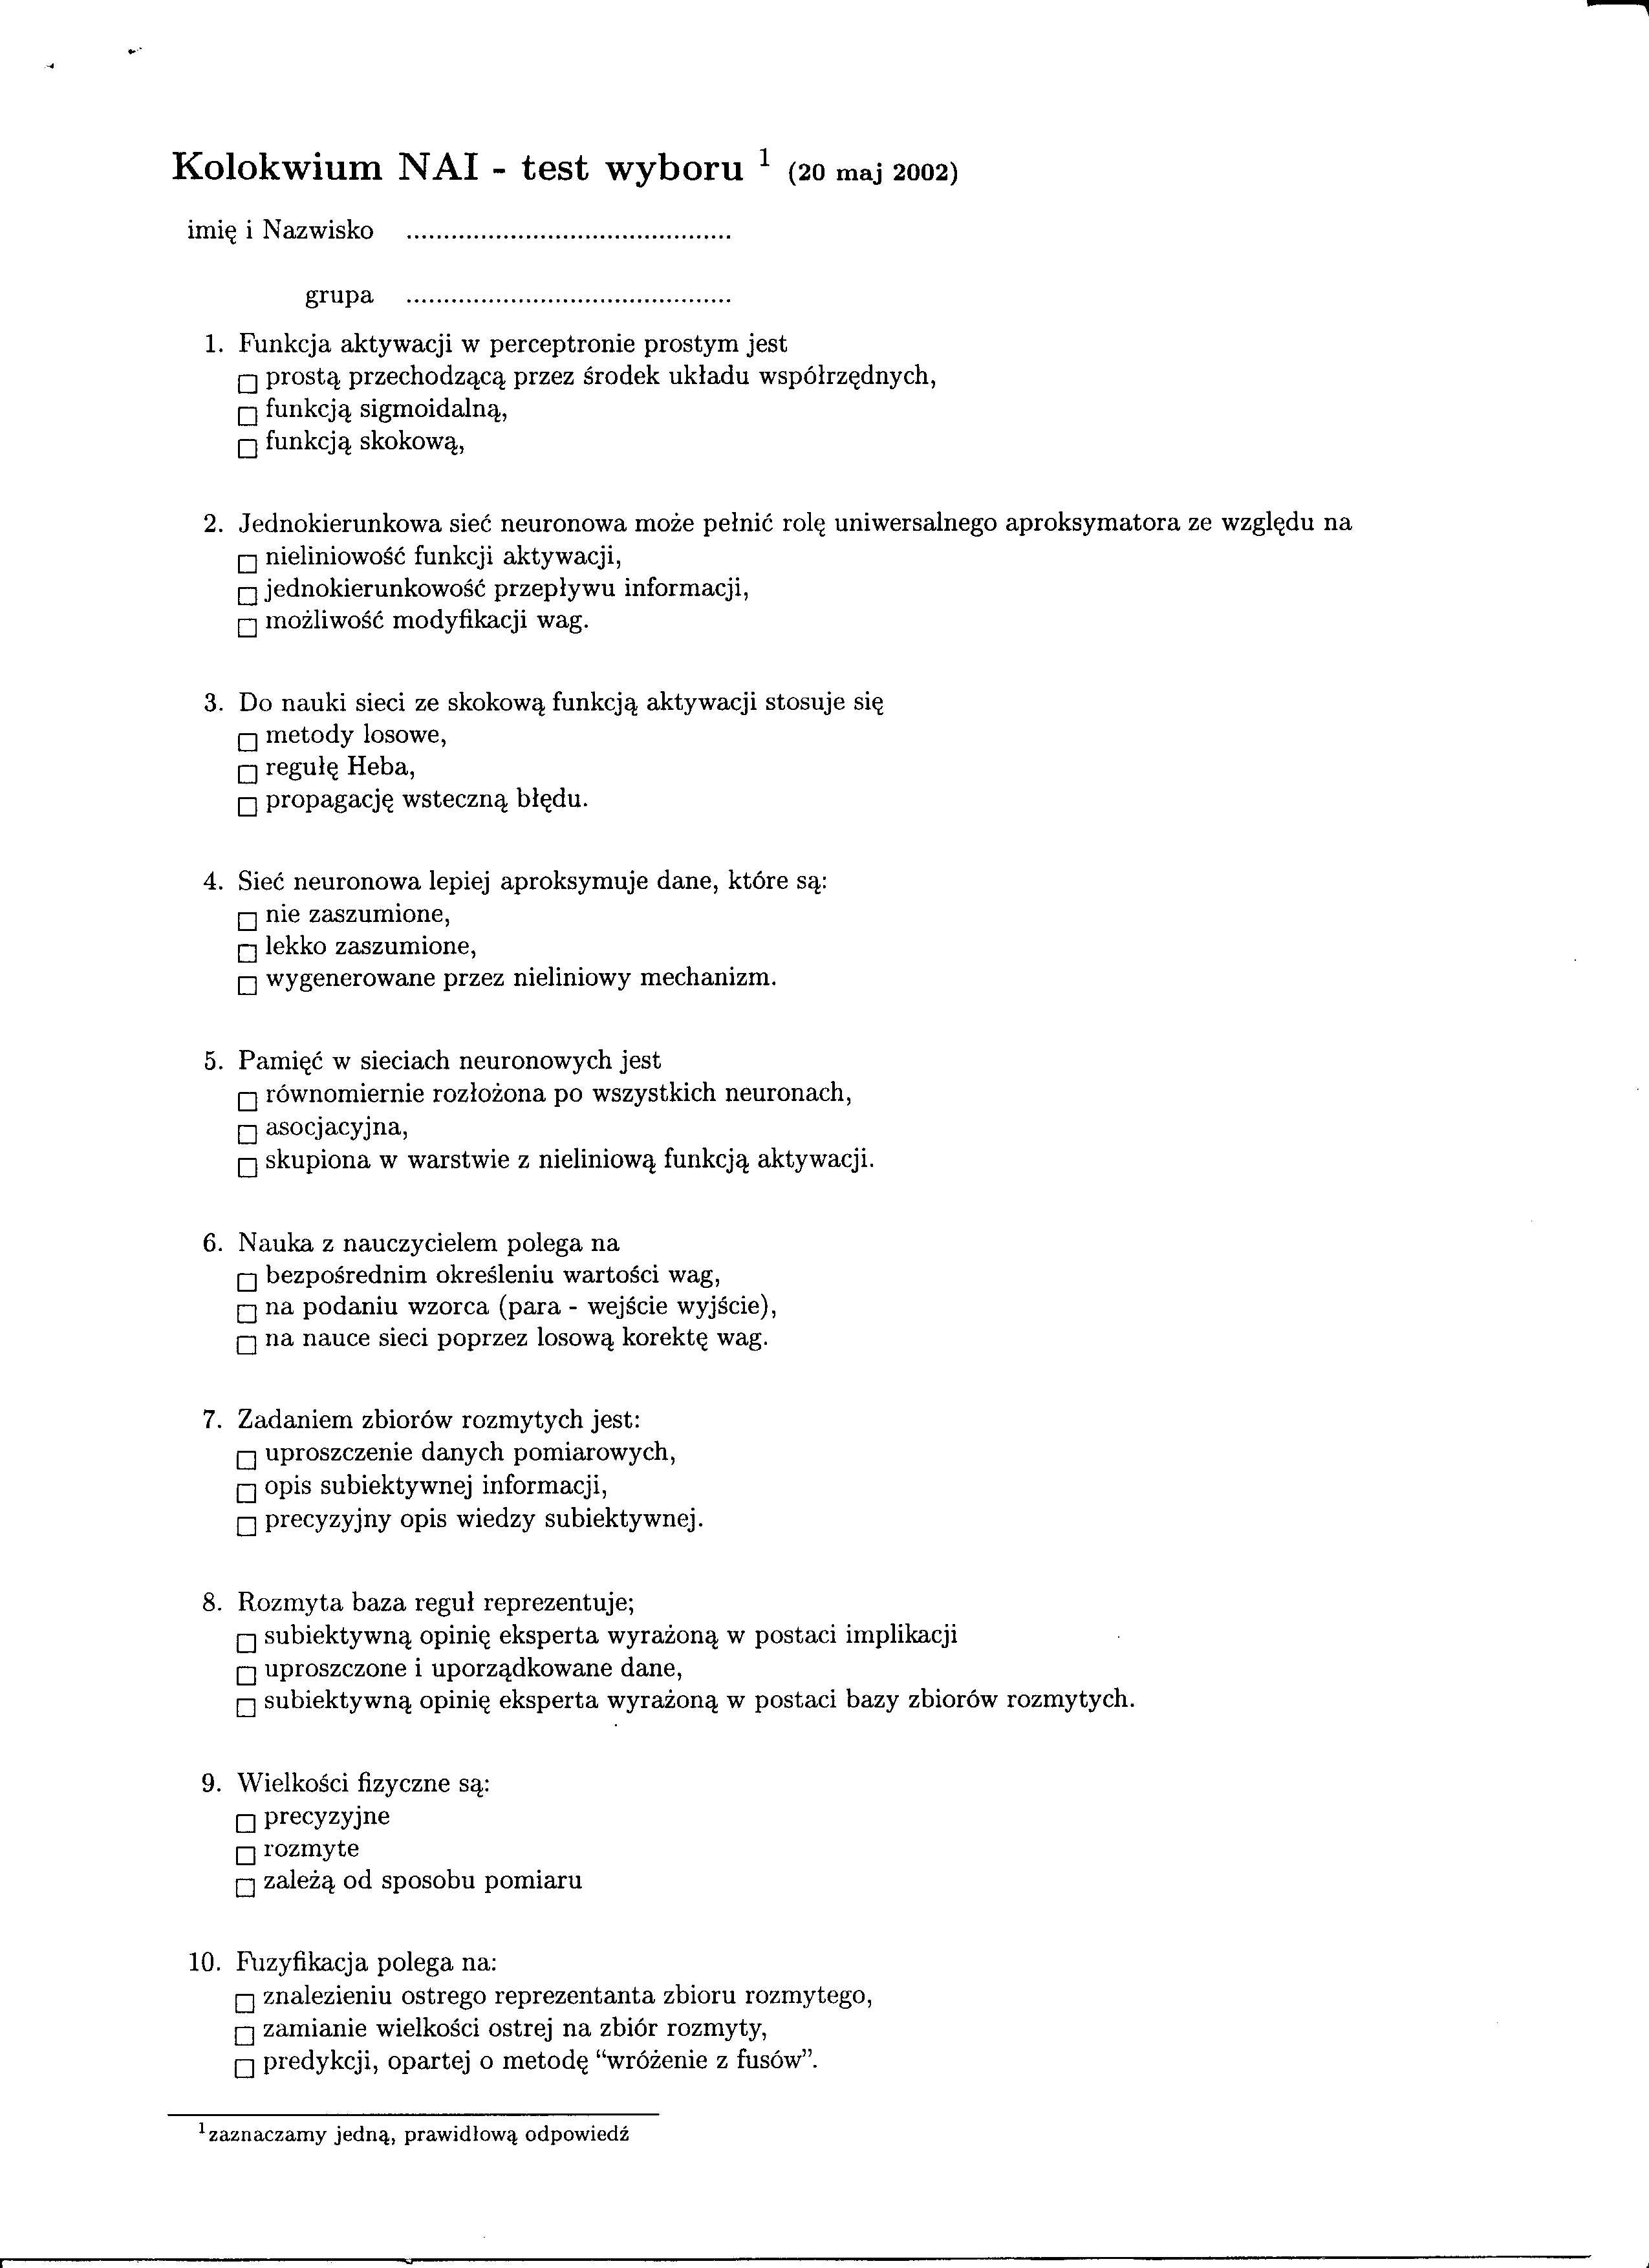 Kolokwium NAI - test wyboru ¹ (20 maj 2002)
imię i Nazwisko ............................................
grupa ............................................
1. Funkcja aktywacji w perceptronie prostym jest
□ prostą przechodzącą przez środek układu współrzędnych,
□ funkcją sigmoidalną,
□ funkcją skokową,
2. Jednokierunkowa sieć neuronowa może pełnić rolę uniwersalnego aproksymatora ze względu na
□ nieliniowość funkcji aktywacji,
□ jednokierunkowość przepływu informacji,
□ możliwość modyfikacji wag.
3. Do nauki sieci ze skokową funkcją aktywacji stosuje się
□ metody losowe,
□ regułę Heba,
□ propagację wsteczną błędu.
4. Sieć neuronowa lepiej aproksymuje dane, które są:
□ nie zaszumione,
□ lekko zaszumione,
□ wygenerowane przez nieliniowy mechanizm.
5. Pamięć w sieciach neuronowych jest
□ równomiernie rozłożona po wszystkich neuronach,
□ asocjacyjna,
□ skupiona w warstwie z nieliniową funkcją aktywacji.
6. Nauka z nauczycielem polega na
□ bezpośrednim określeniu wartości wag,
□ na podaniu wzorca (para - wejście wyjście),
□ na nauce sieci poprzez losową korektę wag.
7. Zadaniem zbiorów rozmytych jest:
□ uproszczenie danych pomiarowych,
□ opis subiektywnej informacji,
□ precyzyjny opis wiedzy subiektywnej.
8. Rozmyta baza reguł reprezentuje;
□ subiektywną opinię eksperta wyrażoną w postaci implikacji
□ uproszczone i uporządkowane dane,
□ subiektywną opinię eksperta wyrażoną w postaci bazy zbiorów rozmytych.
9. Wielkości fizyczne są:
□ precyzyjne
□ rozmyte
□ zależą od sposobu pomiaru
10. Fuzyfikacja polega na:
□ znalezieniu ostrego reprezentanta zbioru rozmytego,
□ zamianie wielkości ostrej na zbiór rozmyty,
□ predykcji, opartej o metodę “wróżenie z fusów”.
¹zaznaczamy jedną, prawidłową odpowiedź